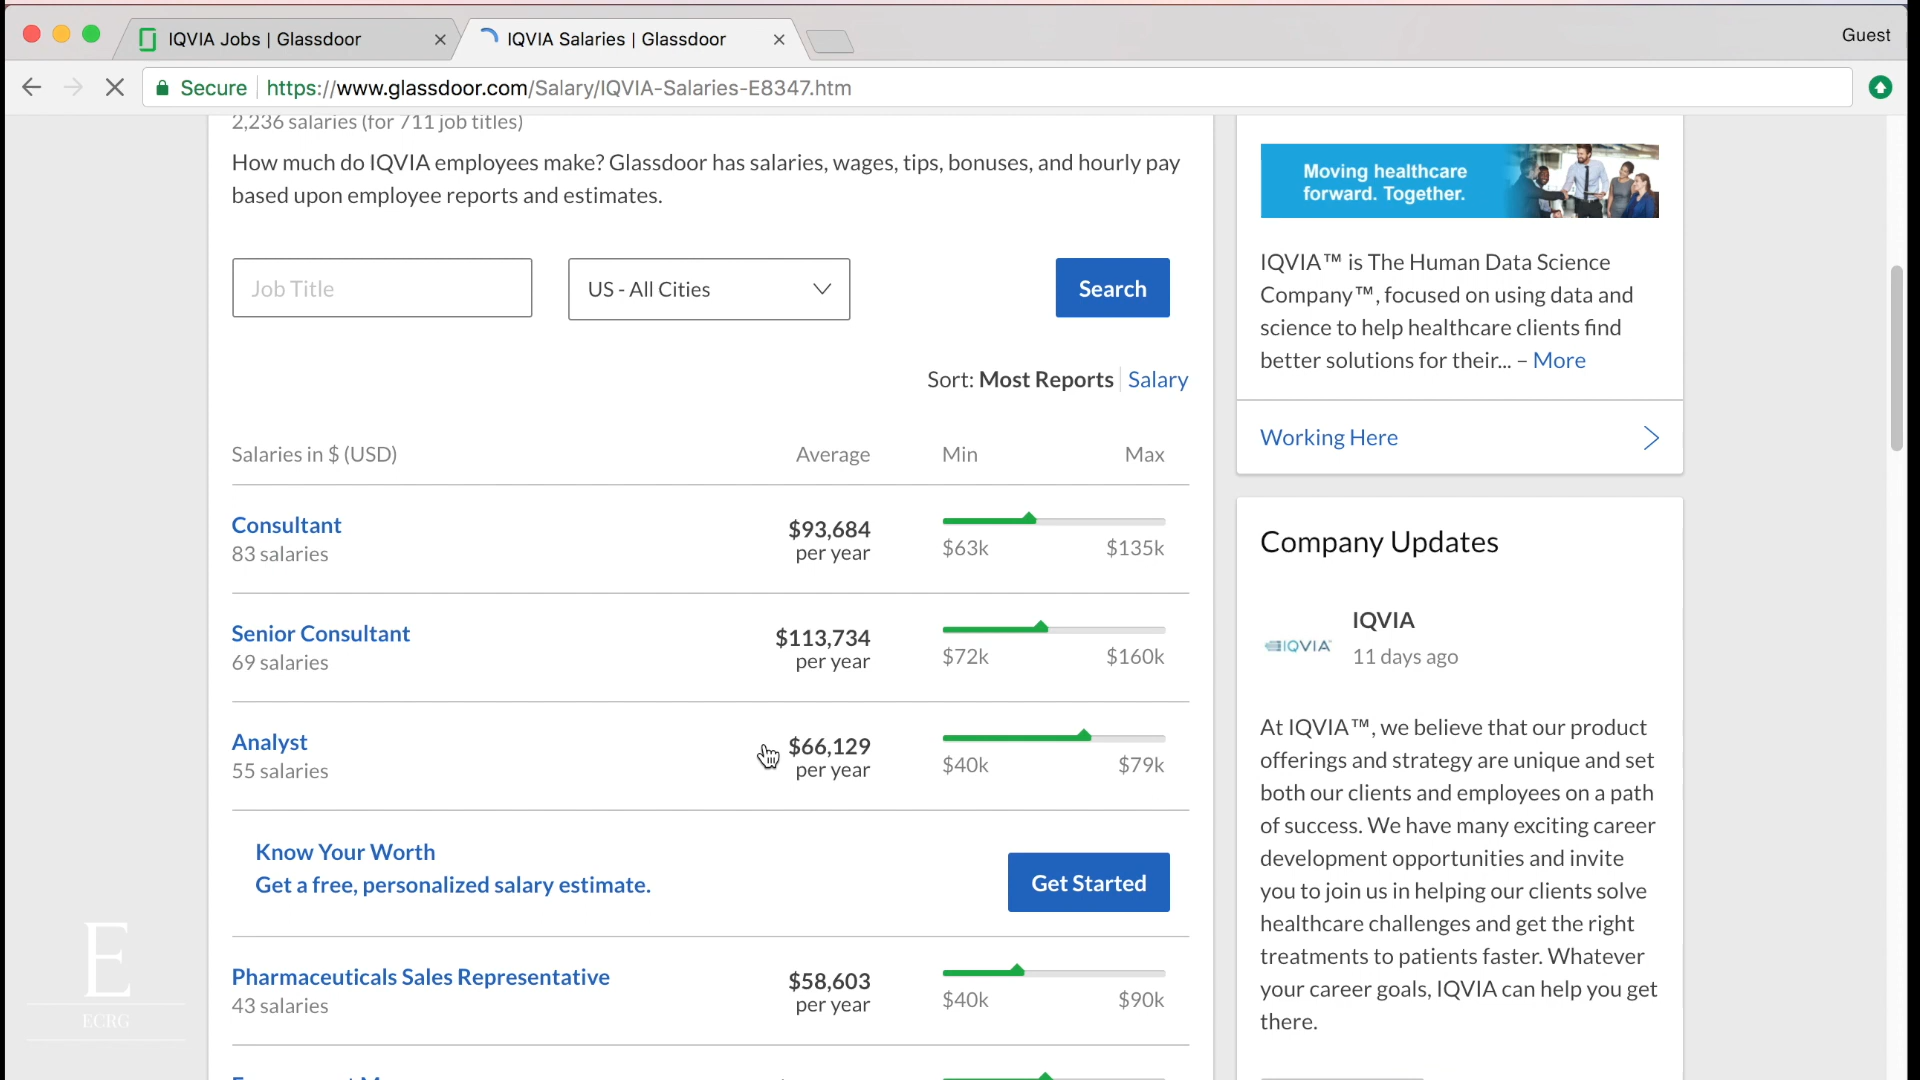 IQVIA Jobs | Glassdoor
IQVIA Salaries | Glassdoor
Guest
Secure
https://www.glassdoor.com/Salary/IQVIA-Salaries-E8347.htm
2,236 salaries (for 711 job titles)
How much do IQVIA employees make? Glassdoor has salaries, wages, tips, bonuses, and hourly pay
based upon employee reports and estimates.
Job Title
US - All Cities
Search
Sort: Most Reports
Salary
Salaries in $ (USD)
Average
Min
Max
Consultant
83 salaries
$93,684
per year
$63k
$135k
Senior Consultant
69 salaries
$113,734
per year
$72k
$160k
Analyst
55 salaries
$66,129
per year
$40k
$79k
Know Your Worth
Get a free, personalized salary estimate.
Get Started
Pharmaceuticals Sales Representative
43 salaries
$58,603
per year
$40k
$90k
Moving healthcare
forward. Together.
IQVIA™ is The Human Data Science
Company™, focused on using data and
science to help healthcare clients find
better solutions for their... – More
Working Here
Company Updates
IQVIA
IQVIA
11 days ago
At IQVIA™, we believe that our product
offerings and strategy are unique and set
both our clients and employees on a path
of success. We have many exciting career
development opportunities and invite
you to join us in helping our clients solve
healthcare challenges and get the right
treatments to patients faster. Whatever
your career goals, IQVIA can help you get
there.
E
ECRG